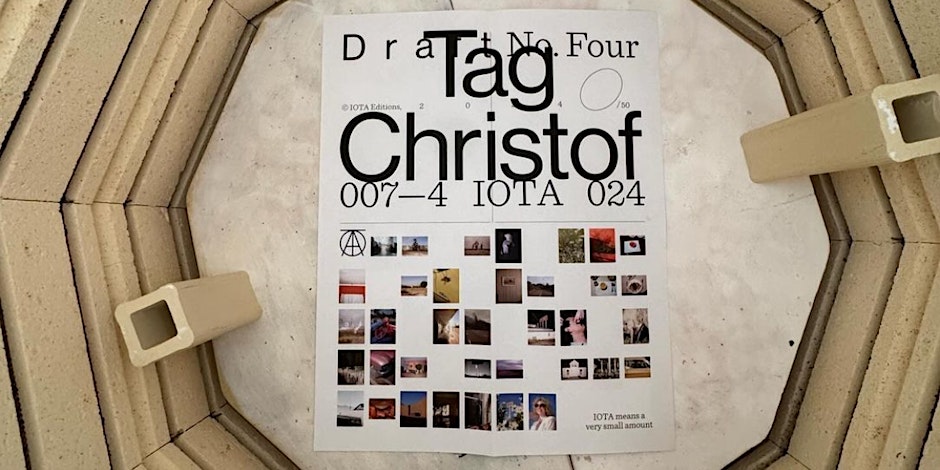 Draft No. Four
Tag
© IOTA Editions, 2 0 4 /50
Christof
007—4 IOTA 024
IOTA means a
very small amount